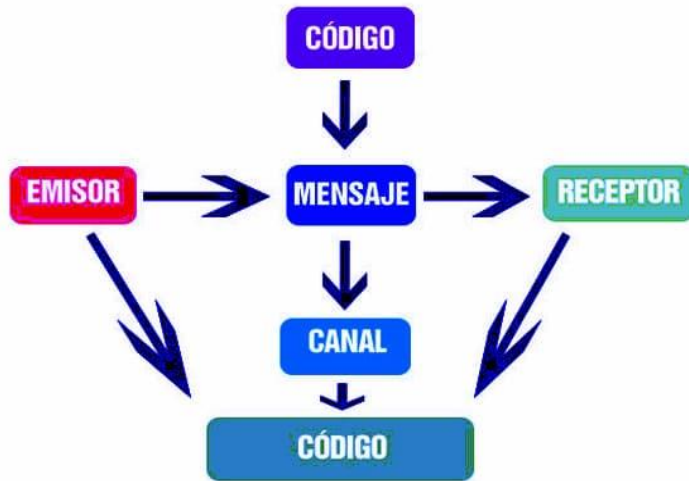 CÓDIGO
EMISOR
MENSAJE
RECEPTOR
CANAL
CÓDIGO